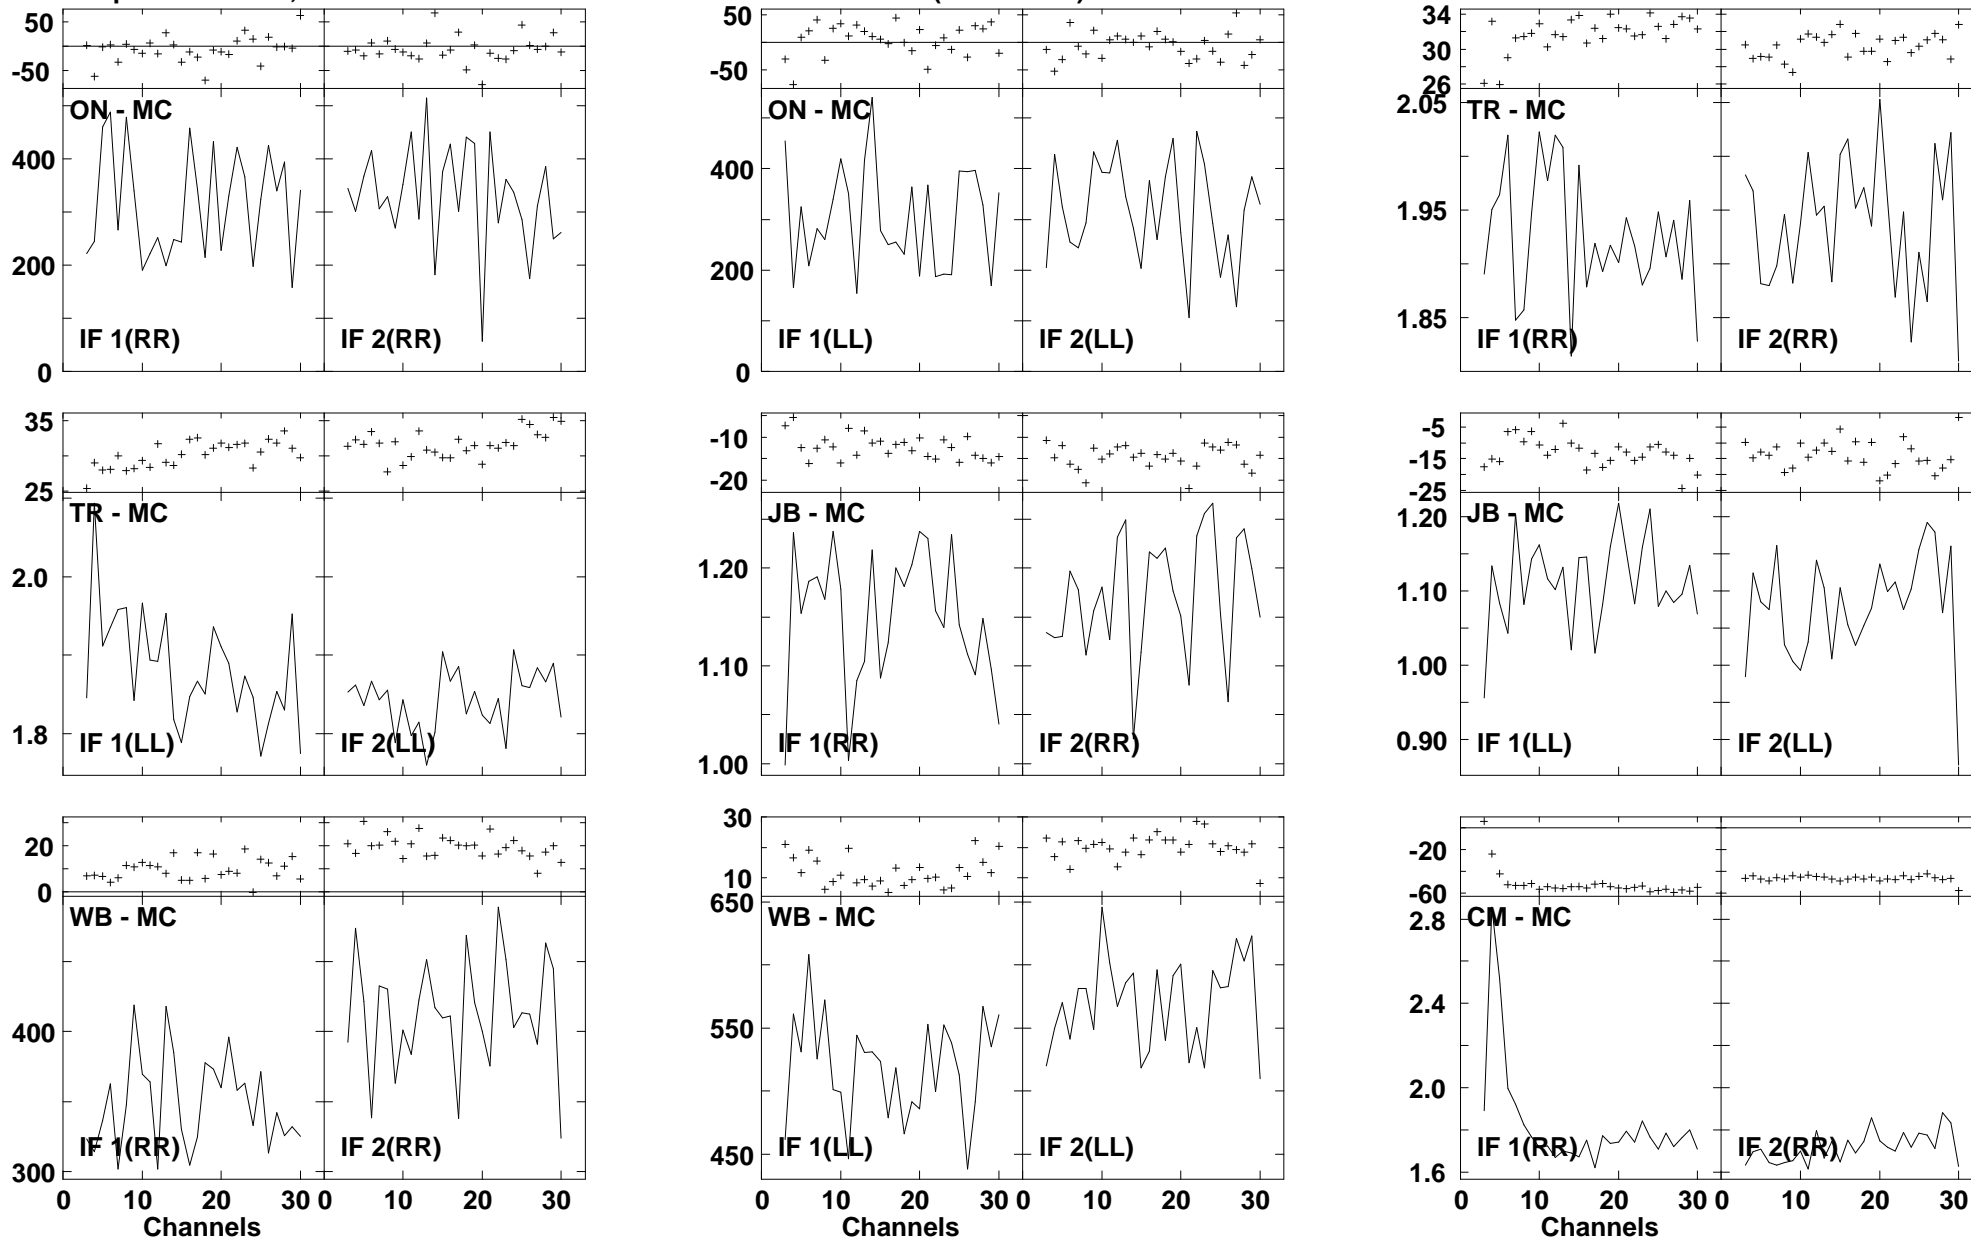 50
-50
ON - MC
400
200
0
IF 1(RR)
IF 2(RR)
50
-50
ON - MC
400
200
0
IF 1(LL)
IF 2(LL)
34
30
26
2.05
TR - MC
1.95
1.85
IF 1(RR)
IF 2(RR)
35
25
TR - MC
2.0
1.8
IF 1(LL)
IF 2(LL)
-10
-20
JB - MC
1.20
1.10
1.00
IF 1(RR)
IF 2(RR)
-5
-15
-25
1.20
JB - MC
1.10
1.00
0.90
IF 1(LL)
IF 2(LL)
20
0
WB - MC
400
300
IF 1(RR)
IF 2(RR)
0 10 20 30 0 10 20 30
Channels
30
10
650
WB - MC
550
450
IF 1(LL)
IF 2(LL)
0 10 20 30 0 10 20 30
Channels
-20
-60
CM - MC
2.8
2.4
2.0
1.6
IF 1(RR)
IF 2(RR)
0 10 20 30 0 10 20 30
Channels